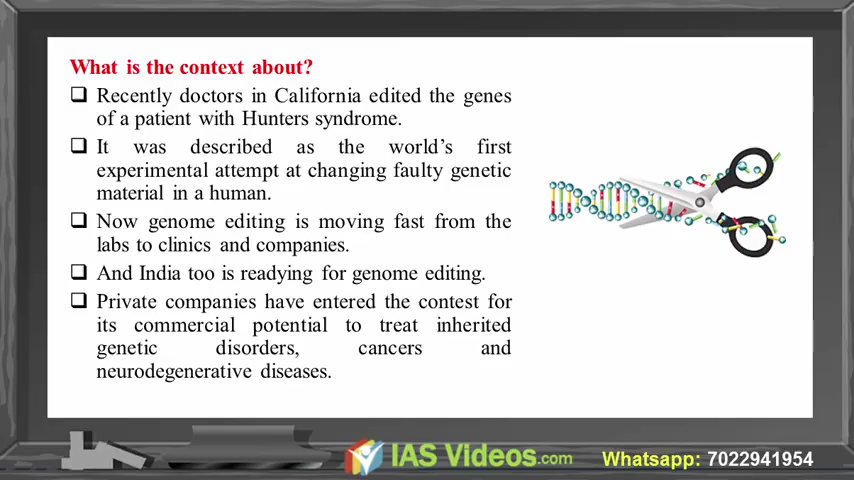 What is the context about?
❑ Recently doctors in California edited the genes
of a patient with Hunters syndrome.
❑ It was described as the world's first
experimental attempt at changing faulty genetic
material in a human.
❑ Now genome editing is moving fast from the
labs to clinics and companies.
❑ And India too is readying for genome editing.
❑ Private companies have entered the contest for
its commercial potential to treat inherited
genetic disorders, cancers and
neurodegenerative diseases.
IAS Videos.com
Whatsapp: 7022941954